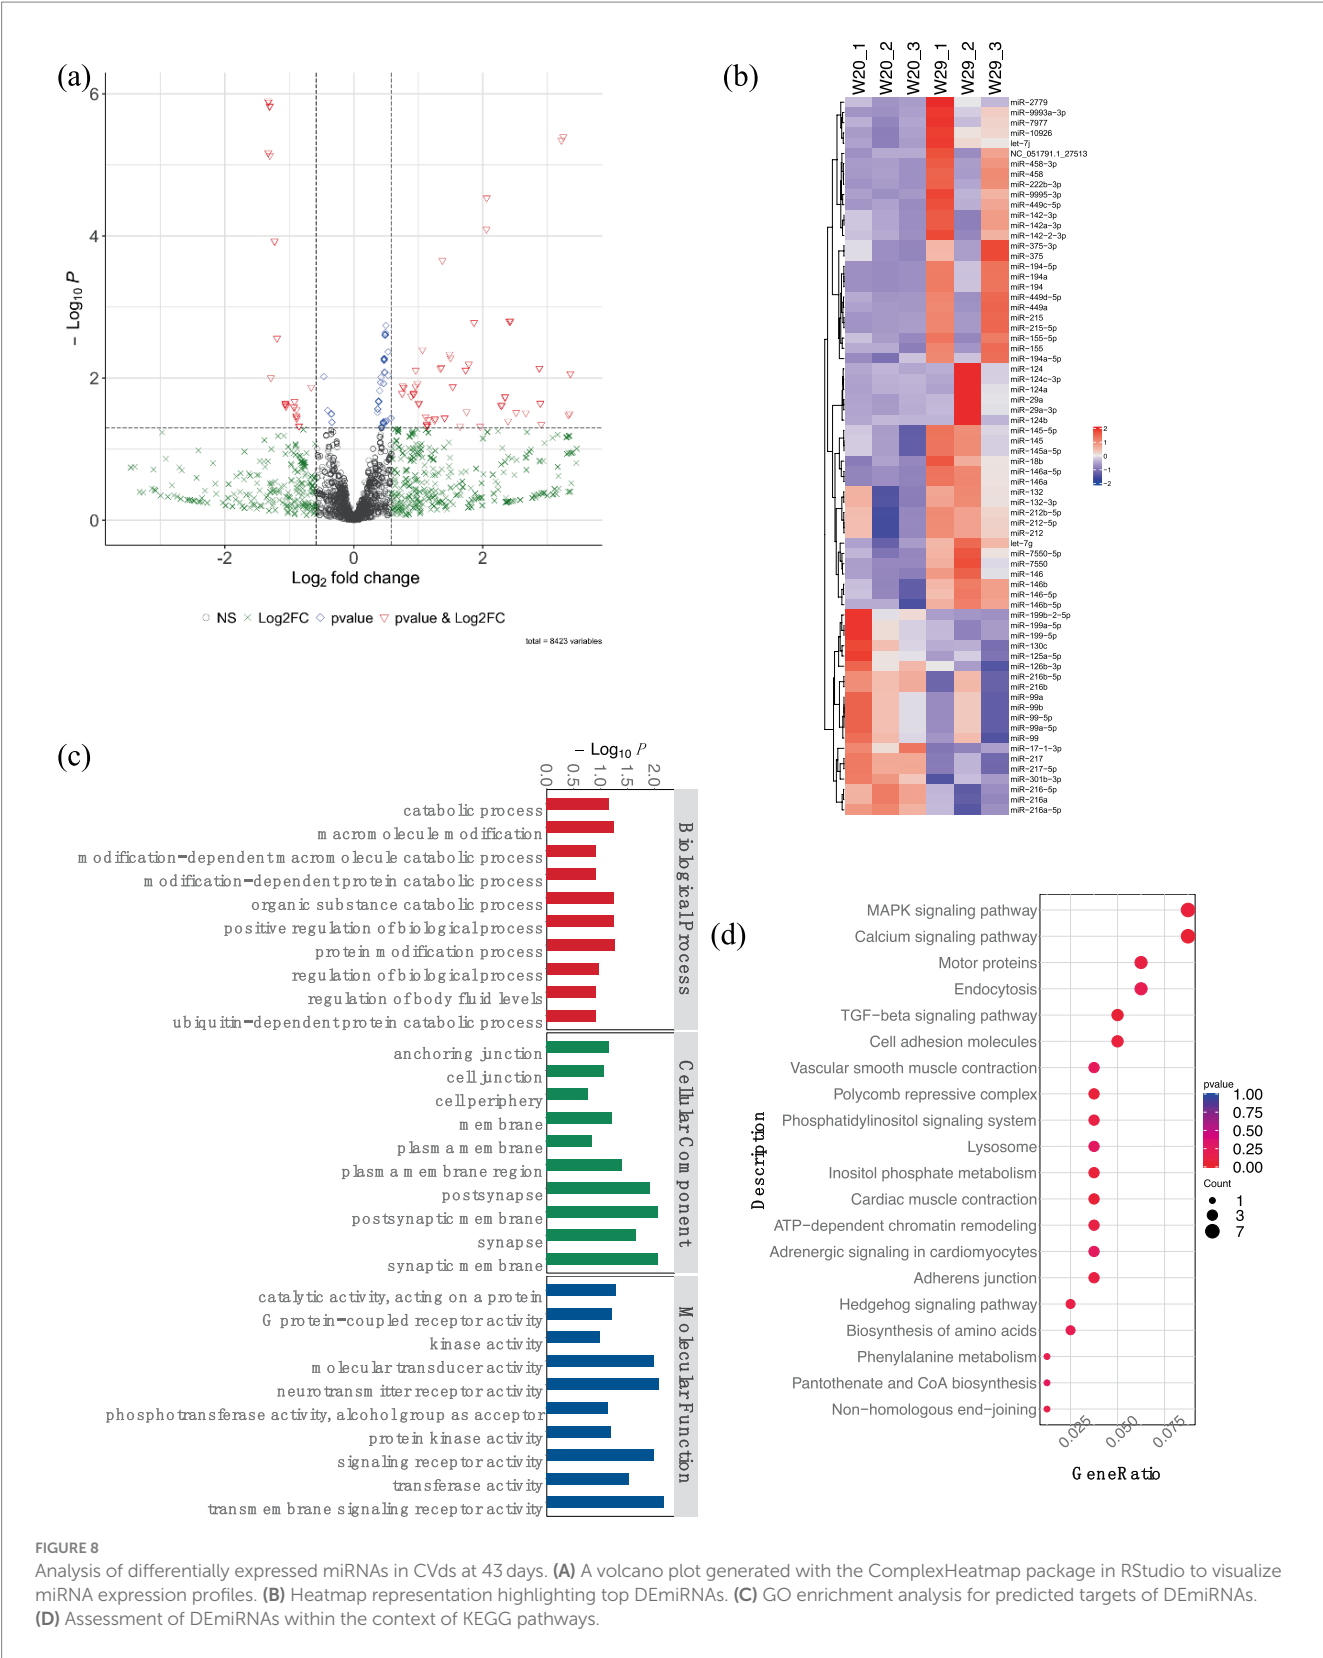 (a)
6
4
2
0
− Log10 P
-2
0
2
Log2 fold change
NS
Log2FC
pvalue
pvalue & Log2FC
total = 8423 variables
(b)
W20_1
W20_2
W20_3
W29_1
W29_2
W29_3
miR−2779
miR−9993a−3p
miR−7977
miR−10926
let−7j
NC_051791.1_27513
miR−458−3p
miR−458
miR−222b−3p
miR−9995−3p
miR−449c−5p
miR−142−3p
miR−142a−3p
miR−142−2−3p
miR−375−3p
miR−375
miR−194−5p
miR−194a
miR−194
miR−449d−5p
miR−449a
miR−215
miR−215−5p
miR−155−5p
miR−155
miR−194a−5p
miR−124
miR−124c−3p
miR−124a
miR−29a
miR−29a−3p
miR−124b
miR−145−5p
miR−145
miR−145a−5p
miR−18b
miR−146a−5p
miR−146a
miR−132
miR−132−3p
miR−212b−5p
miR−212−5p
miR−212
let−7g
miR−7550−5p
miR−7550
miR−146
miR−146b
miR−146−5p
miR−146b−5p
miR−199b−2−5p
miR−199a−5p
miR−199−5p
miR−130c
miR−125a−5p
miR−126b−3p
miR−216b−5p
miR−216b
miR−99a
miR−99b
miR−99−5p
miR−99a−5p
miR−99
miR−17−1−3p
miR−217
miR−217−5p
miR−301b−3p
miR−216−5p
miR−216a
miR−216a−5p
2
1
0
−1
−2
(c)
− Log10 P
0.0
0.5
1.0
1.5
2.0
catabolic process
macromolecule modification
modification−dependent macromolecule catabolic process
modification−dependent protein catabolic process
organic substance catabolic process
positive regulation of biological process
protein modification process
regulation of biological process
regulation of body fluid levels
ubiquitin−dependent protein catabolic process
Biological Process
anchoring junction
cell junction
cell periphery
membrane
plasma membrane
plasma membrane region
postsynapse
postsynaptic membrane
synapse
synaptic membrane
Cellular Component
catalytic activity, acting on a protein
G protein−coupled receptor activity
kinase activity
molecular transducer activity
neurotransmitter receptor activity
phosphotransferase activity, alcohol group as acceptor
protein kinase activity
signaling receptor activity
transferase activity
transmembrane signaling receptor activity
Molecular Function
(d)
Description
MAPK signaling pathway
Calcium signaling pathway
Motor proteins
Endocytosis
TGF−beta signaling pathway
Cell adhesion molecules
Vascular smooth muscle contraction
Polycomb repressive complex
Phosphatidylinositol signaling system
Lysosome
Inositol phosphate metabolism
Cardiac muscle contraction
ATP−dependent chromatin remodeling
Adrenergic signaling in cardiomyocytes
Adherens junction
Hedgehog signaling pathway
Biosynthesis of amino acids
Phenylalanine metabolism
Pantothenate and CoA biosynthesis
Non−homologous end−joining
0.025
0.050
0.075
GeneRatio
pvalue
1.00
0.75
0.50
0.25
0.00
Count
1
3
7
FIGURE 8
Analysis of differentially expressed miRNAs in CVds at 43 days. (A) A volcano plot generated with the ComplexHeatmap package in RStudio to visualize
miRNA expression profiles. (B) Heatmap representation highlighting top DEmiRNAs. (C) GO enrichment analysis for predicted targets of DEmiRNAs.
(D) Assessment of DEmiRNAs within the context of KEGG pathways.